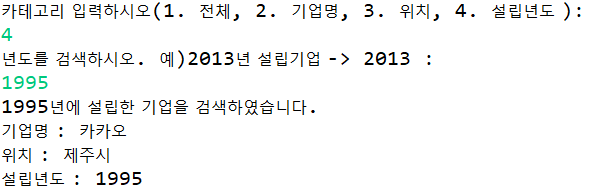 카테고리 입력하시오(1. 전체, 2. 기업명, 3. 위치, 4. 설립년도 ):
4
년도를 검색하시오. 예)2013년 설립기업 -> 2013 :
1995
1995년에 설립한 기업을 검색하였습니다.
기업명 : 카카오
위치 : 제주시
설립년도 : 1995